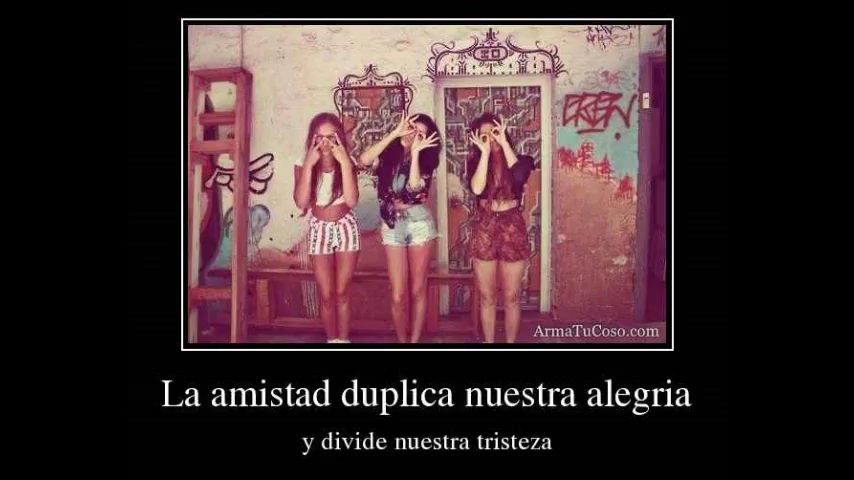 ArmaTuCoso.com
La amistad duplica nuestra alegria
y divide nuestra tristeza